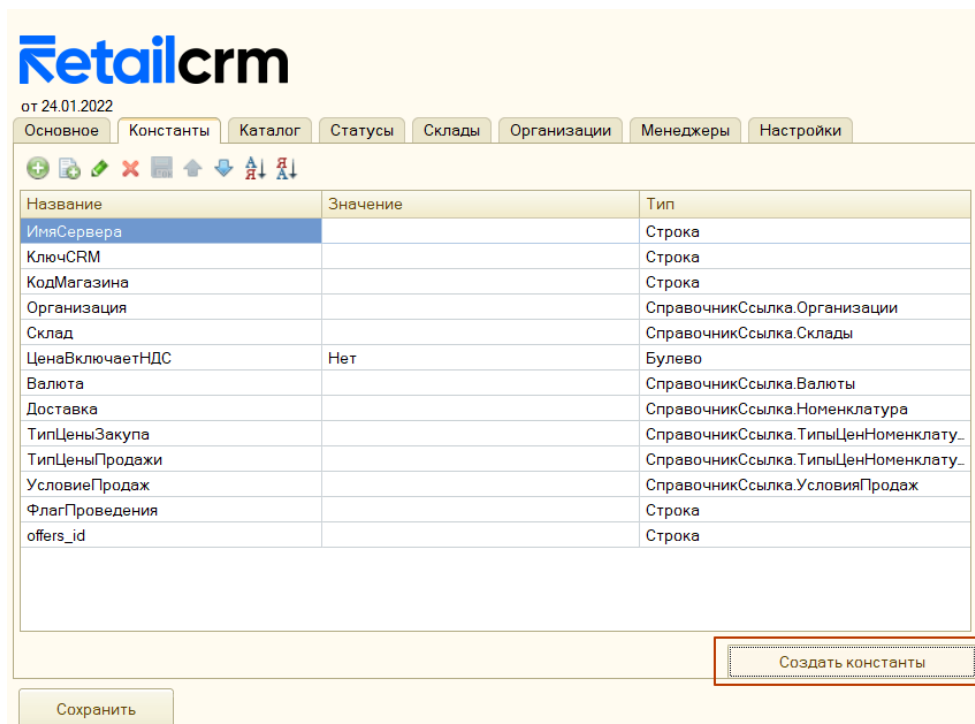 Retailcrm
от 24.01.2022
Основное Константы Каталог Статусы Склады Организации Менеджеры Настройки
Название Значение Тип
ИмяСервера Строка
КлючCRM Строка
КодМагазина Строка
Организация СправочникСсылка.Организации
Склад СправочникСсылка.Склады
ЦенаВключаетНДС Нет Булево
Валюта СправочникСсылка.Валюты
Доставка СправочникСсылка.Номенклатура
ТипЦеныЗакупа СправочникСсылка.ТипыЦенНоменклату...
ТипЦеныПродажи СправочникСсылка.ТипыЦенНоменклату...
УсловиеПродаж СправочникСсылка.УсловияПродаж
ФлагПроведения Строка
offers_id Строка
Создать константы
Сохранить